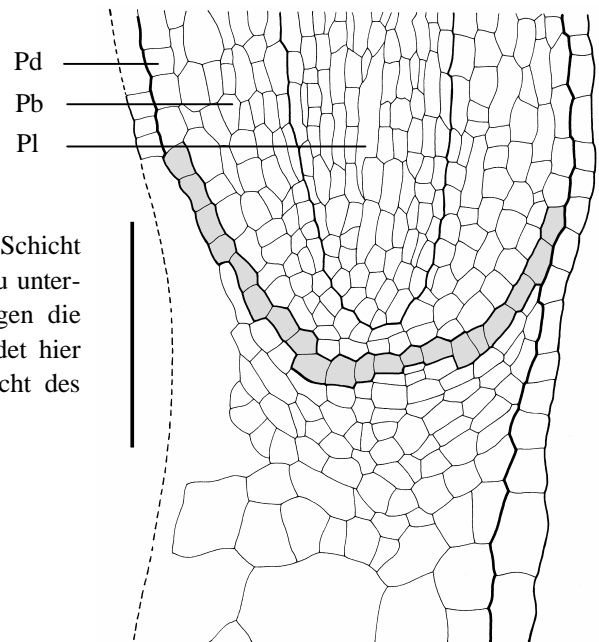 Pd
Pb
Pl
Schicht
u unter-
gen die
det hier
cht des